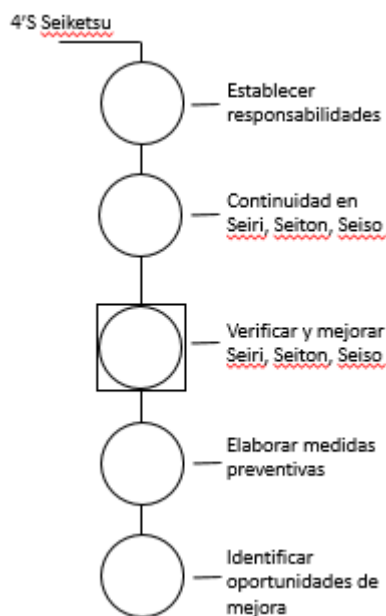 4'S Seiketsu
Establecer
responsabilidades
Continuidad en
Seiri, Seiton, Seiso
Verificar y mejorar
Seiri, Seiton, Seiso
Elaborar medidas
preventivas
Identificar
oportunidades de
mejora